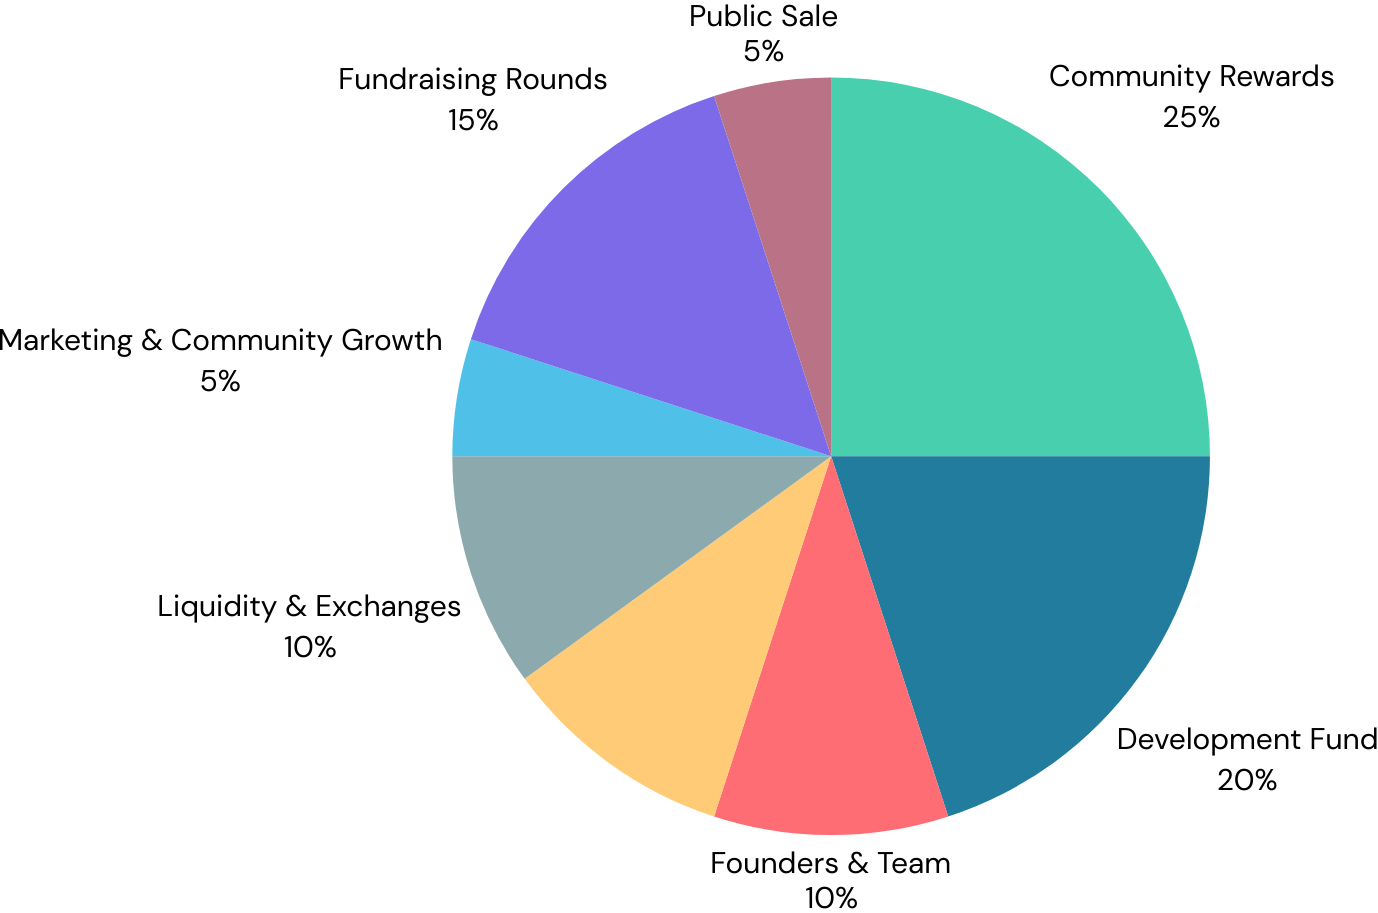 Public Sale
5%
Community Rewards
25%
Fundraising Rounds
15%
Marketing & Community Growth
5%
Liquidity & Exchanges
10%
Development Fund
20%
Founders & Team
10%